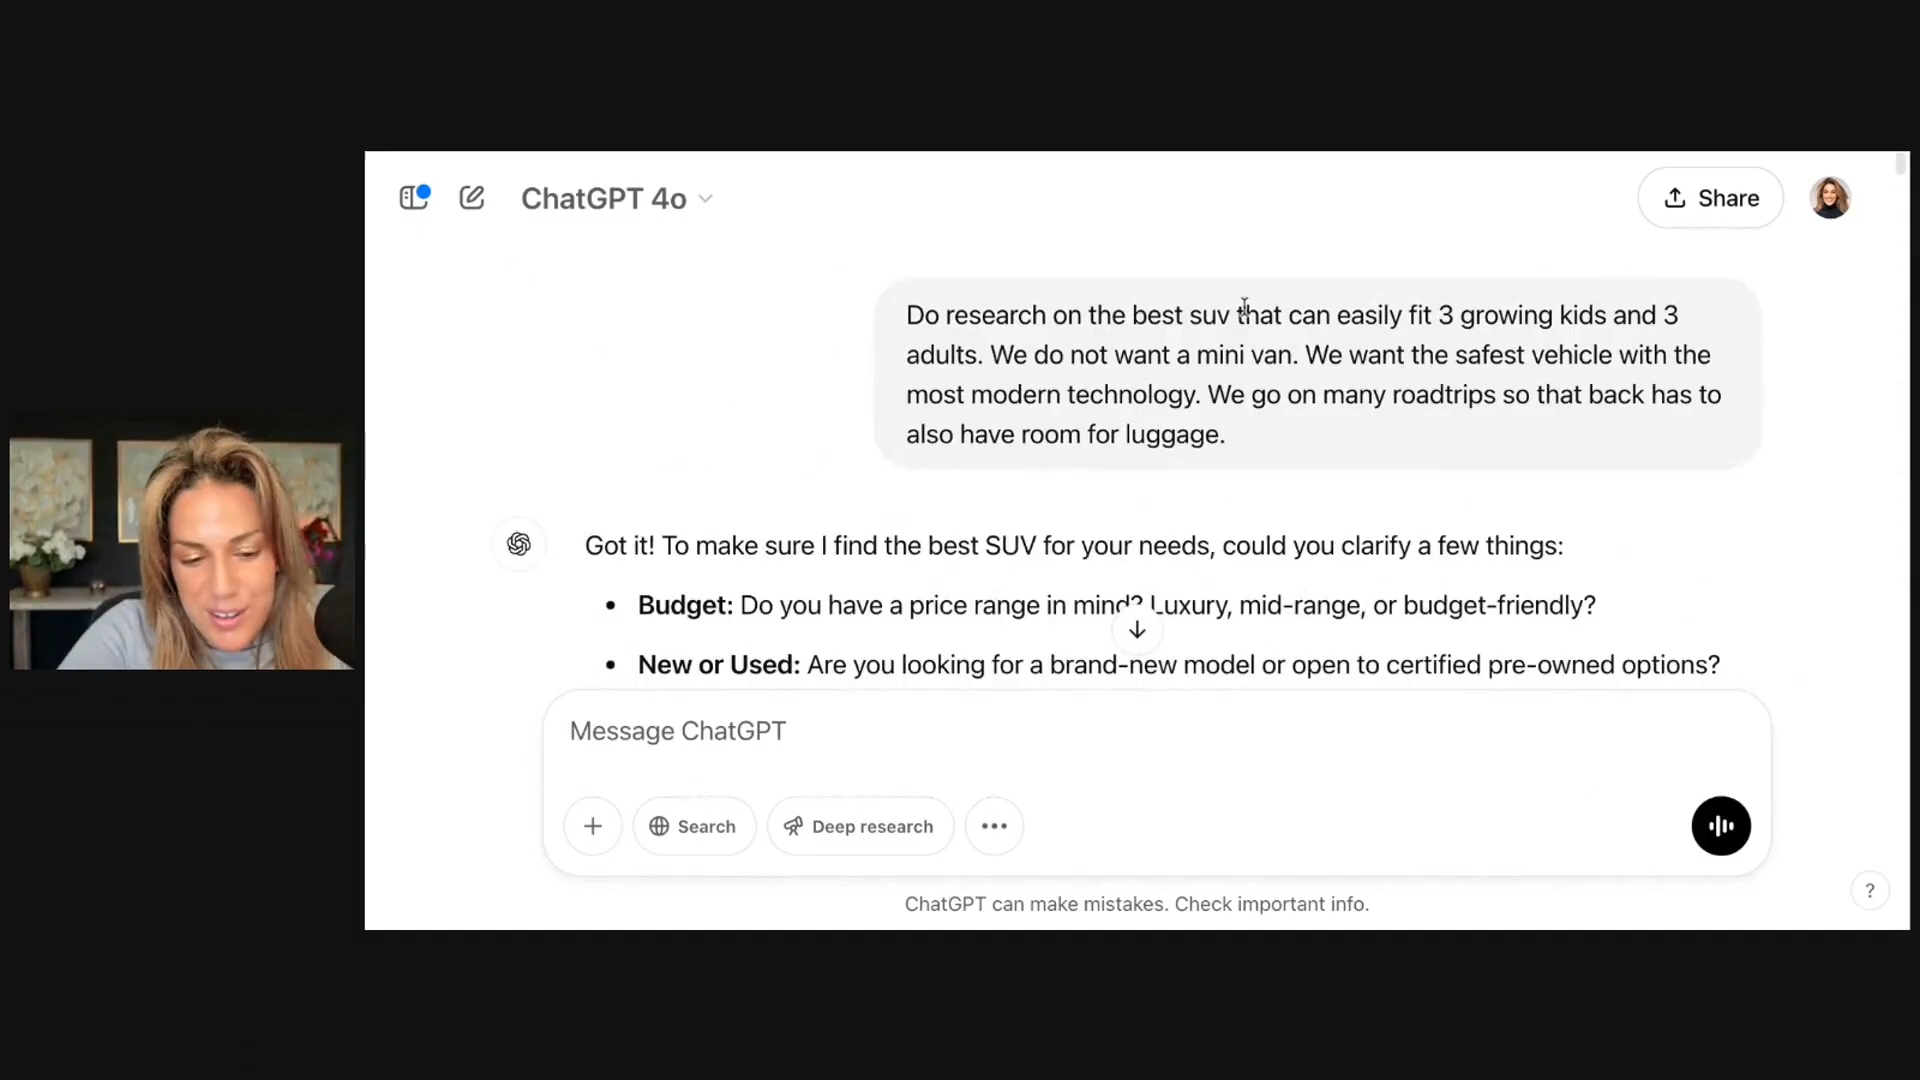 ChatGPT 4o
Share
Do research on the best suv that can easily fit 3 growing kids and 3
adults. We do not want a mini van. We want the safest vehicle with the
most modern technology. We go on many roadtrips so that back has to
also have room for luggage.
Got it! To make sure I find the best SUV for your needs, could you clarify a few things:
• Budget: Do you have a price range in mind? Luxury, mid-range, or budget-friendly?
• New or Used: Are you looking for a brand-new model or open to certified pre-owned options?
Message ChatGPT
Search
Deep research
ChatGPT can make mistakes. Check important info.
?